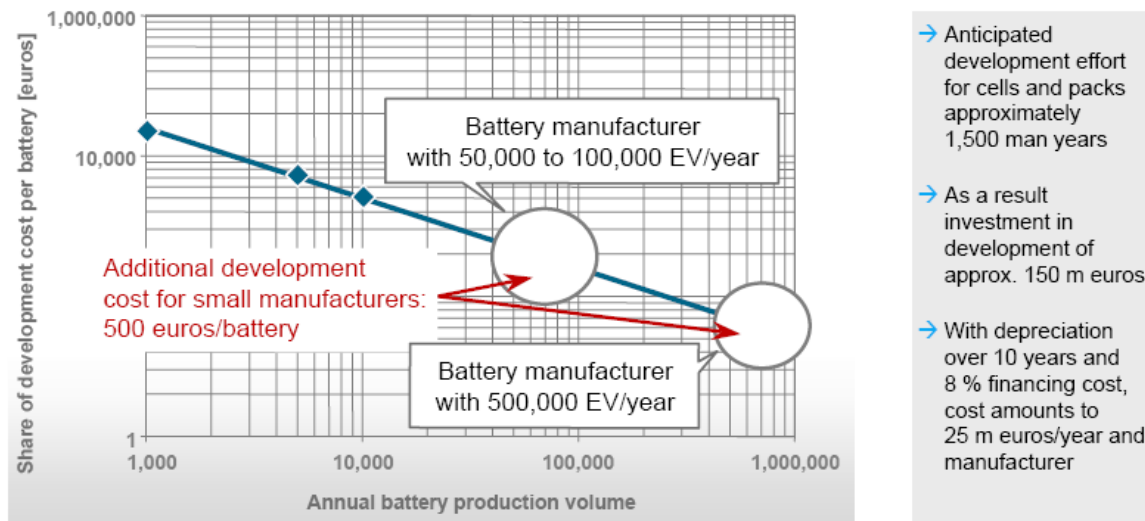 1,000,000
10,000
1
Share of development cost per battery [euros]
1,000
10,000
100,000
1,000,000
Annual battery production volume
Battery manufacturer
with 50,000 to 100,000 EV/year
Additional development
cost for small manufacturers:
500 euros/battery
Battery manufacturer
with 500,000 EV/year
→ Anticipated
development effort
for cells and packs
approximately
1,500 man years
→ As a result
investment in
development of
approx. 150 m euros
→ With depreciation
over 10 years and
8 % financing cost,
cost amounts to
25 m euros/year and
manufacturer